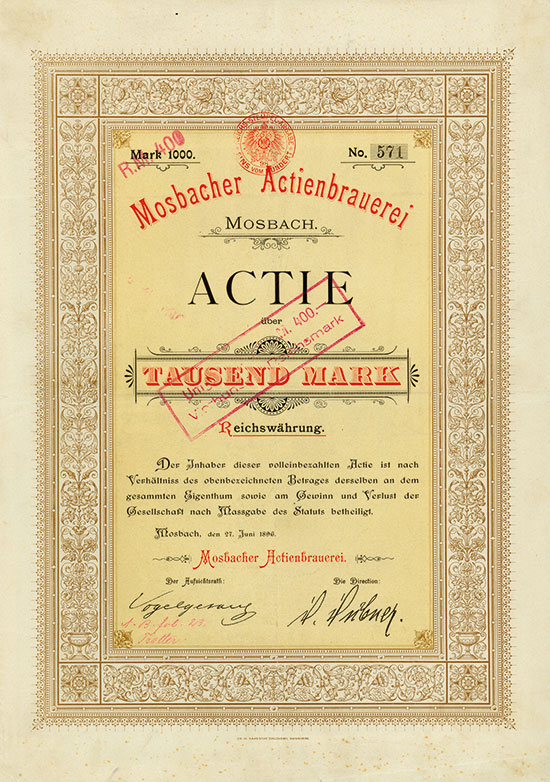 R.M. 400
Mark 1000.
No. 571
Mosbacher Actienbrauerei
MOSBACH.
ACTIE
über
TAUSEND MARK
Reichswährung.
Der Inhaber dieser volleinbezahlten Actie ist nach
Verhältniss des obenbezeichneten Betrages derselben an dem
gesammten Eigenthum sowie am Gewinn und Verlust der
Gesellschaft nach Massgabe des Statuts betheiligt.
Mosbach, den 27. Juni 1896.
Mosbacher Actienbrauerei.
Der Aufsichtsrath:
Die Direction:
Vogelgesang